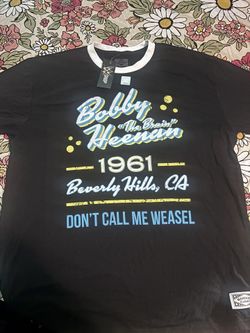 Bobby
"The Brain"
Heenan
1961
Beverly Hills, CA
DON'T CALL ME WEASEL